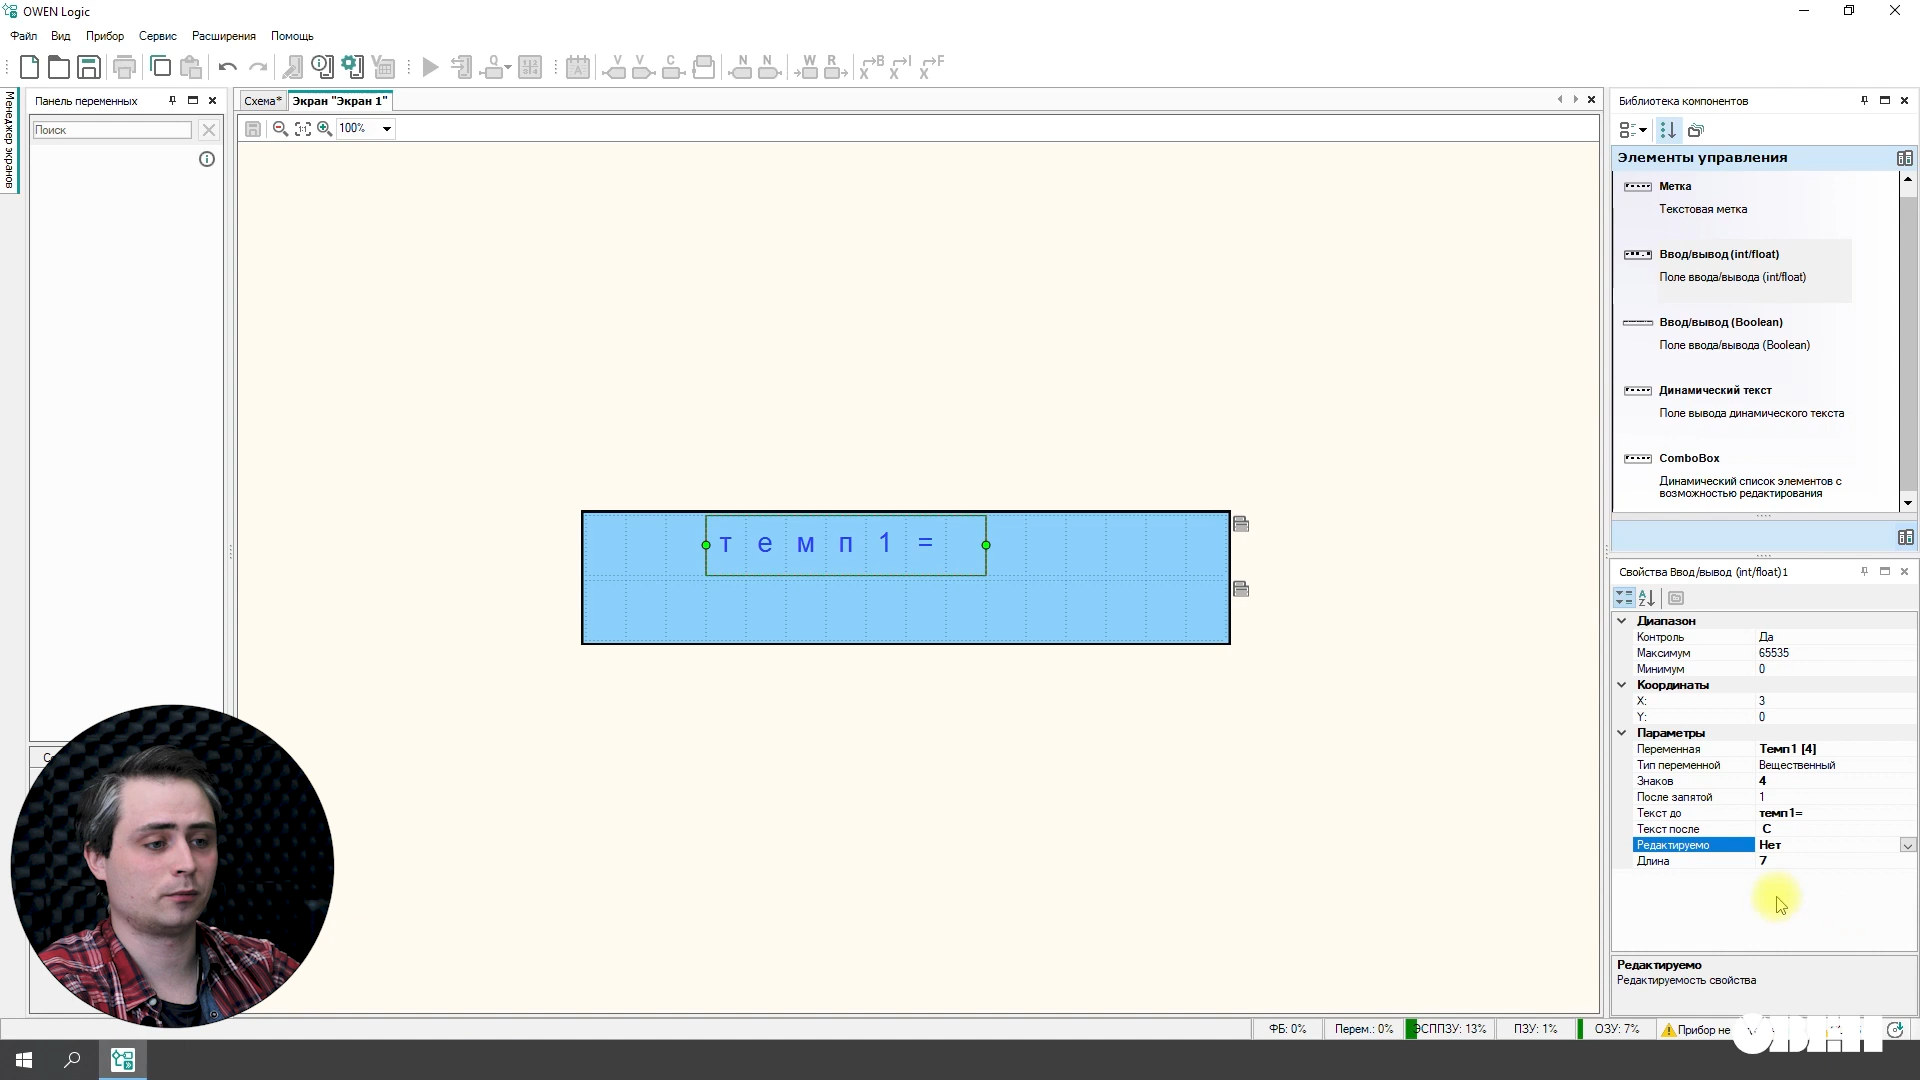 OWEN Logic
Файл Вид Прибор Сервис Расширения Помощь
Менеджер экранов
Панель переменных
Поиск
Схема* Экран "Экран 1"
100%
т е м п 1 =
Библиотека компонентов
Элементы управления
Метка
Текстовая метка
Ввод/вывод (int/float)
Поле ввода/вывода (int/float)
Ввод/вывод (Boolean)
Поле ввода/вывода (Boolean)
Динамический текст
Поле вывода динамического текста
ComboBox
Динамический список элементов с
возможностью редактирования
Свойства Ввод/вывод (int/float)1
Диапазон
Контроль Да
Максимум 65535
Минимум 0
Координаты
X: 3
Y: 0
Параметры
Переменная Темп1 [4]
Тип переменной Вещественный
Знаков 4
После запятой 1
Текст до темп1=
Текст после С
Редактируемо Нет
Длина 7
Редактируемо
Редактируемость свойства
ФБ: 0% Перем.: 0% ЭСППЗУ: 13% ПЗУ: 1% ОЗУ: 7% Прибор не